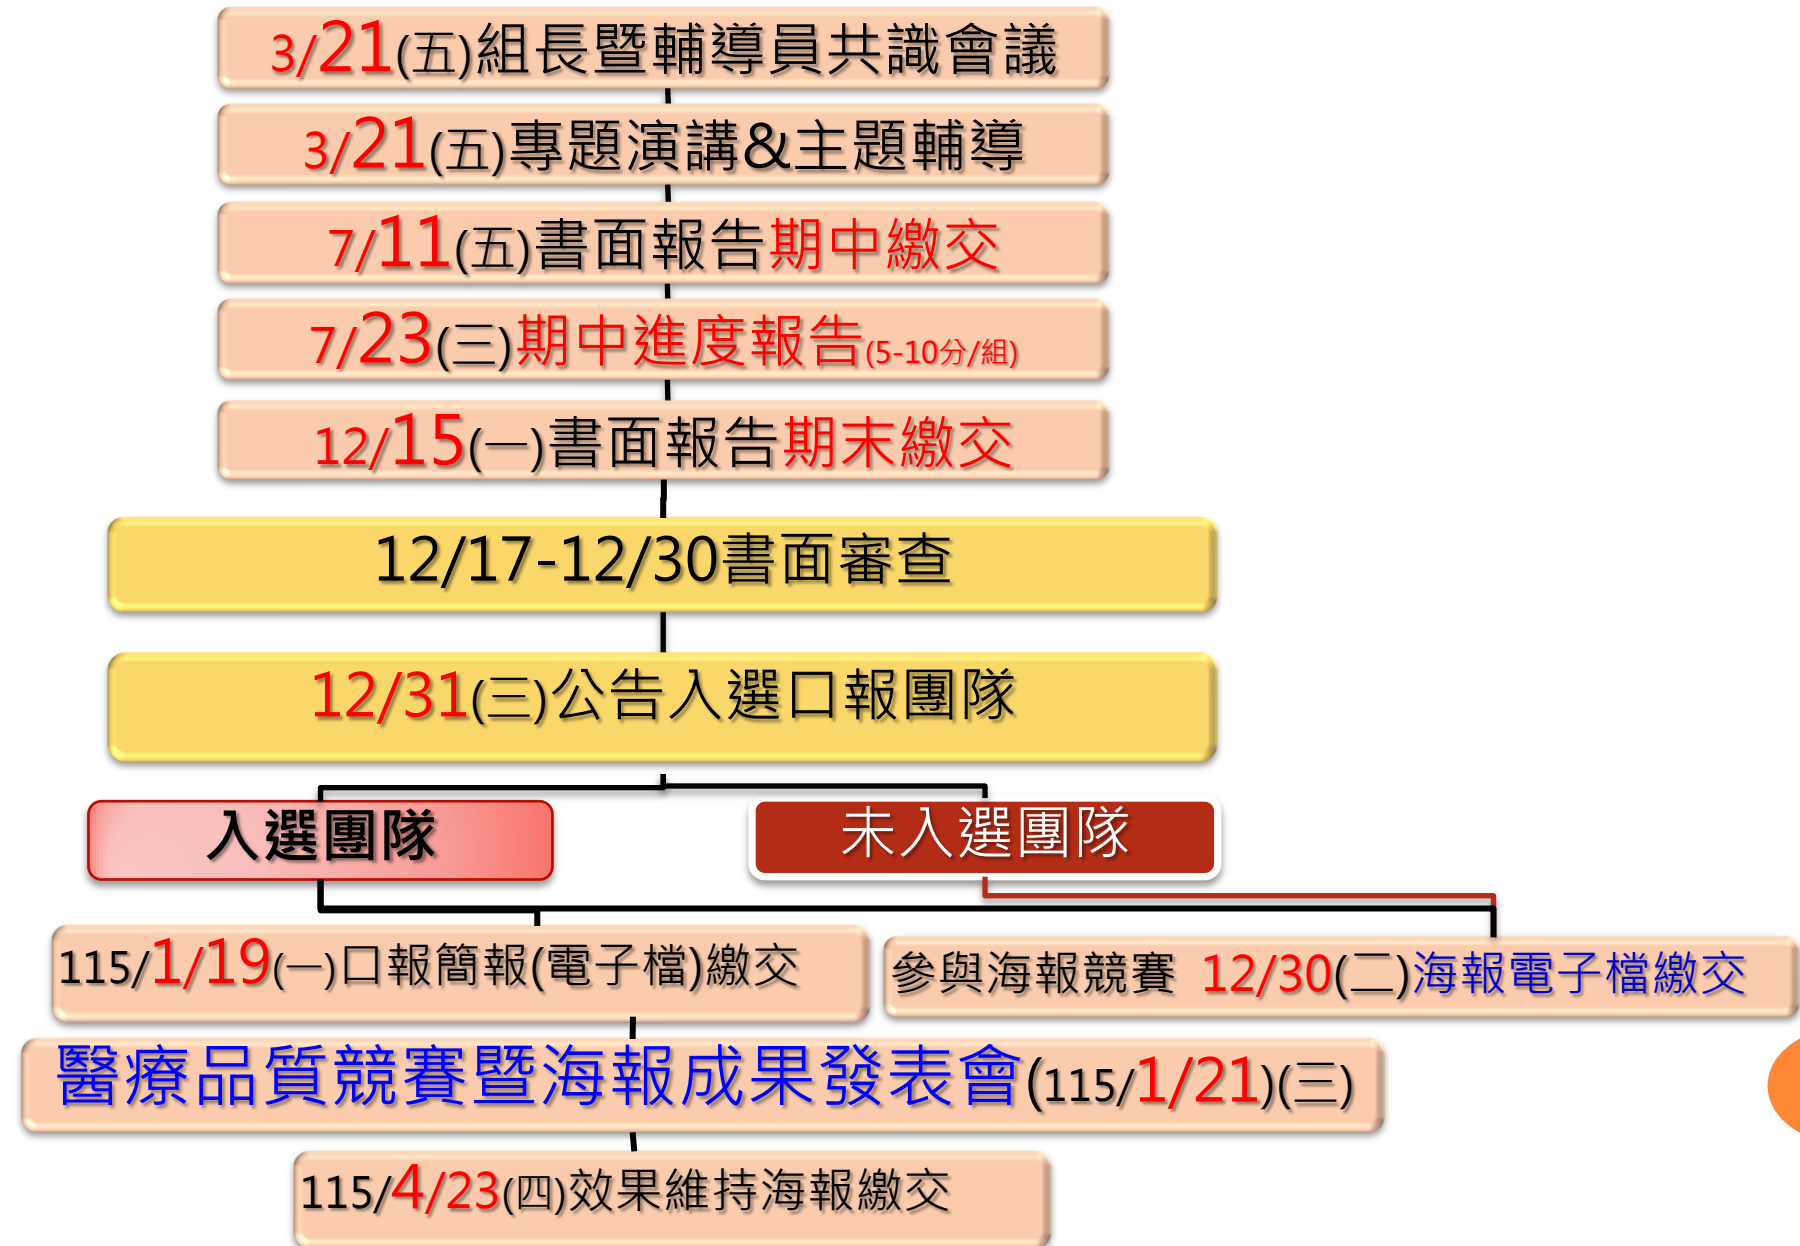 3/21(五)組長暨輔導員共識會議
3/21(五)專題演講&主題輔導
7/11(五)書面報告期中繳交
7/23(三)期中進度報告(5-10分/組)
12/15(一)書面報告期末繳交
12/17-12/30書面審查
12/31(三)公告入選口報團隊
入選團隊
未入選團隊
115/1/19(一)口報簡報(電子檔)繳交
參與海報競賽 12/30(二)海報電子檔繳交
醫療品質競賽暨海報成果發表會(115/1/21)(三)
115/4/23(四)效果維持海報繳交